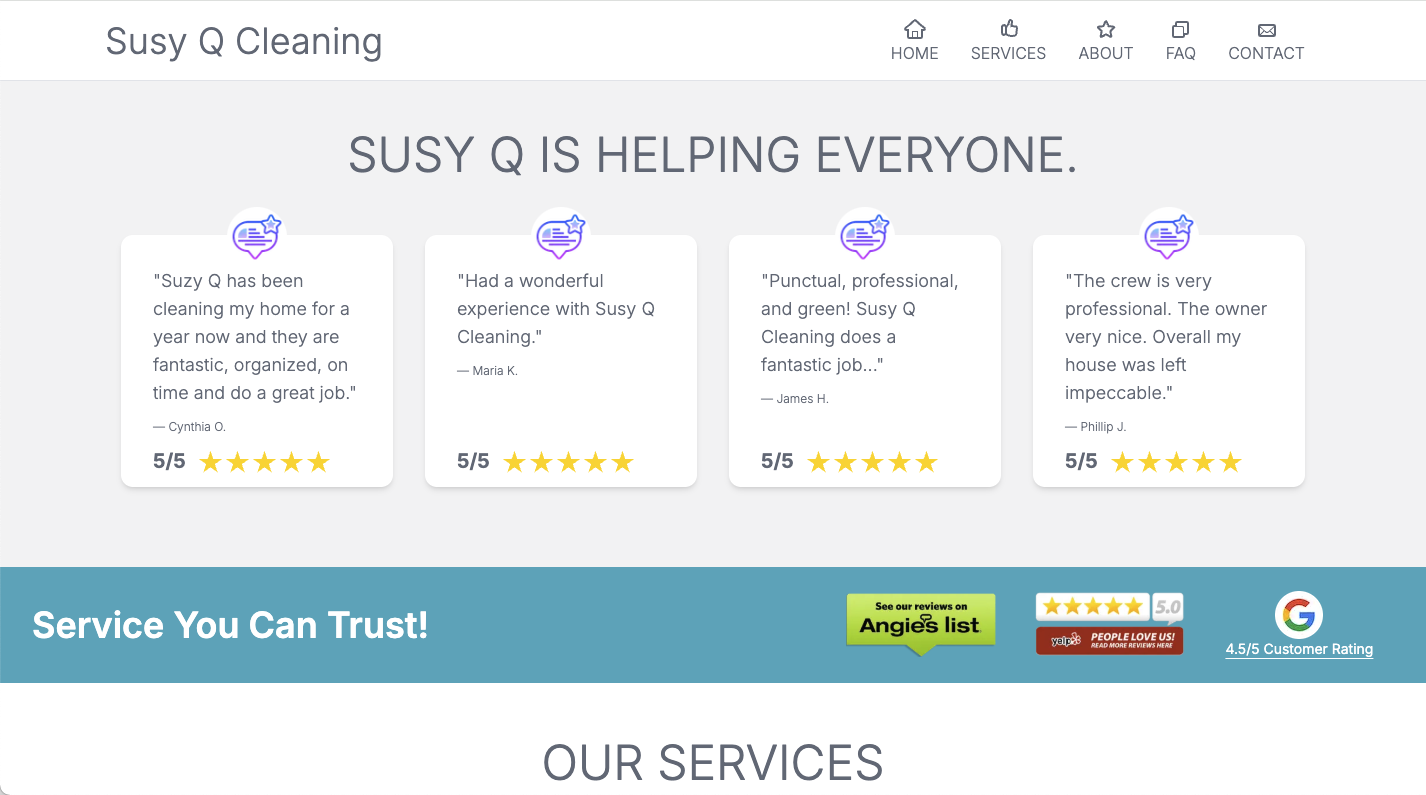 Susy Q Cleaning
HOME
SERVICES
ABOUT
FAQ
CONTACT
SUSY Q IS HELPING EVERYONE.
"Suzy Q has been
cleaning my home for a
year now and they are
fantastic, organized, on
time and do a great job."
— Cynthia O.
5/5
"Had a wonderful
experience with Susy Q
Cleaning."
— Maria K.
5/5
"Punctual, professional,
and green! Susy Q
Cleaning does a
fantastic job..."
— James H.
5/5
"The crew is very
professional. The owner
very nice. Overall my
house was left
impeccable."
— Phillip J.
5/5
Service You Can Trust!
See our reviews on
Angie's list
5.0
yelp
PEOPLE LOVE US!
READ MORE REVIEWS HERE
G
4.5/5 Customer Rating
OUR SERVICES